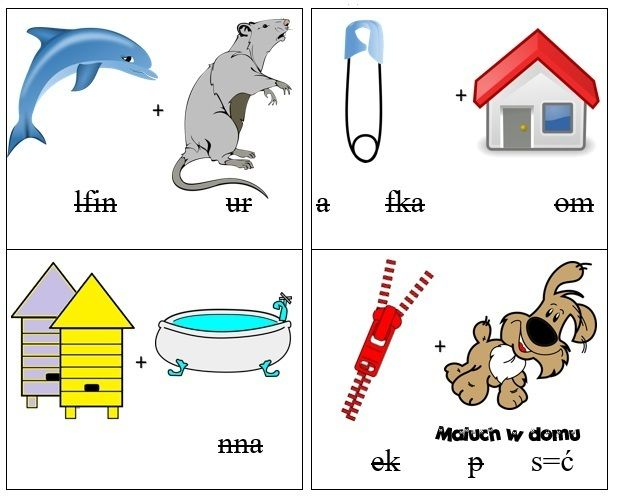 +
+
lfin ur
a fka om
+
+
Maluch w domu
nna
ek p s=ć